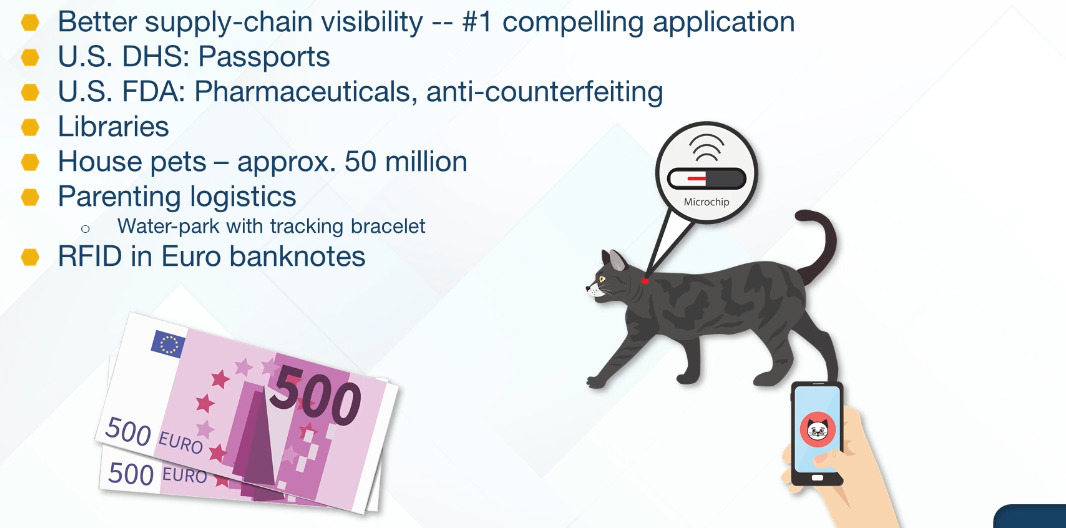 Better supply-chain visibility -- #1 compelling application
U.S. DHS: Passports
U.S. FDA: Pharmaceuticals, anti-counterfeiting
Libraries
House pets – approx. 50 million
Parenting logistics
Water-park with tracking bracelet
RFID in Euro banknotes
Microchip
500
500 EURO
500 EURO